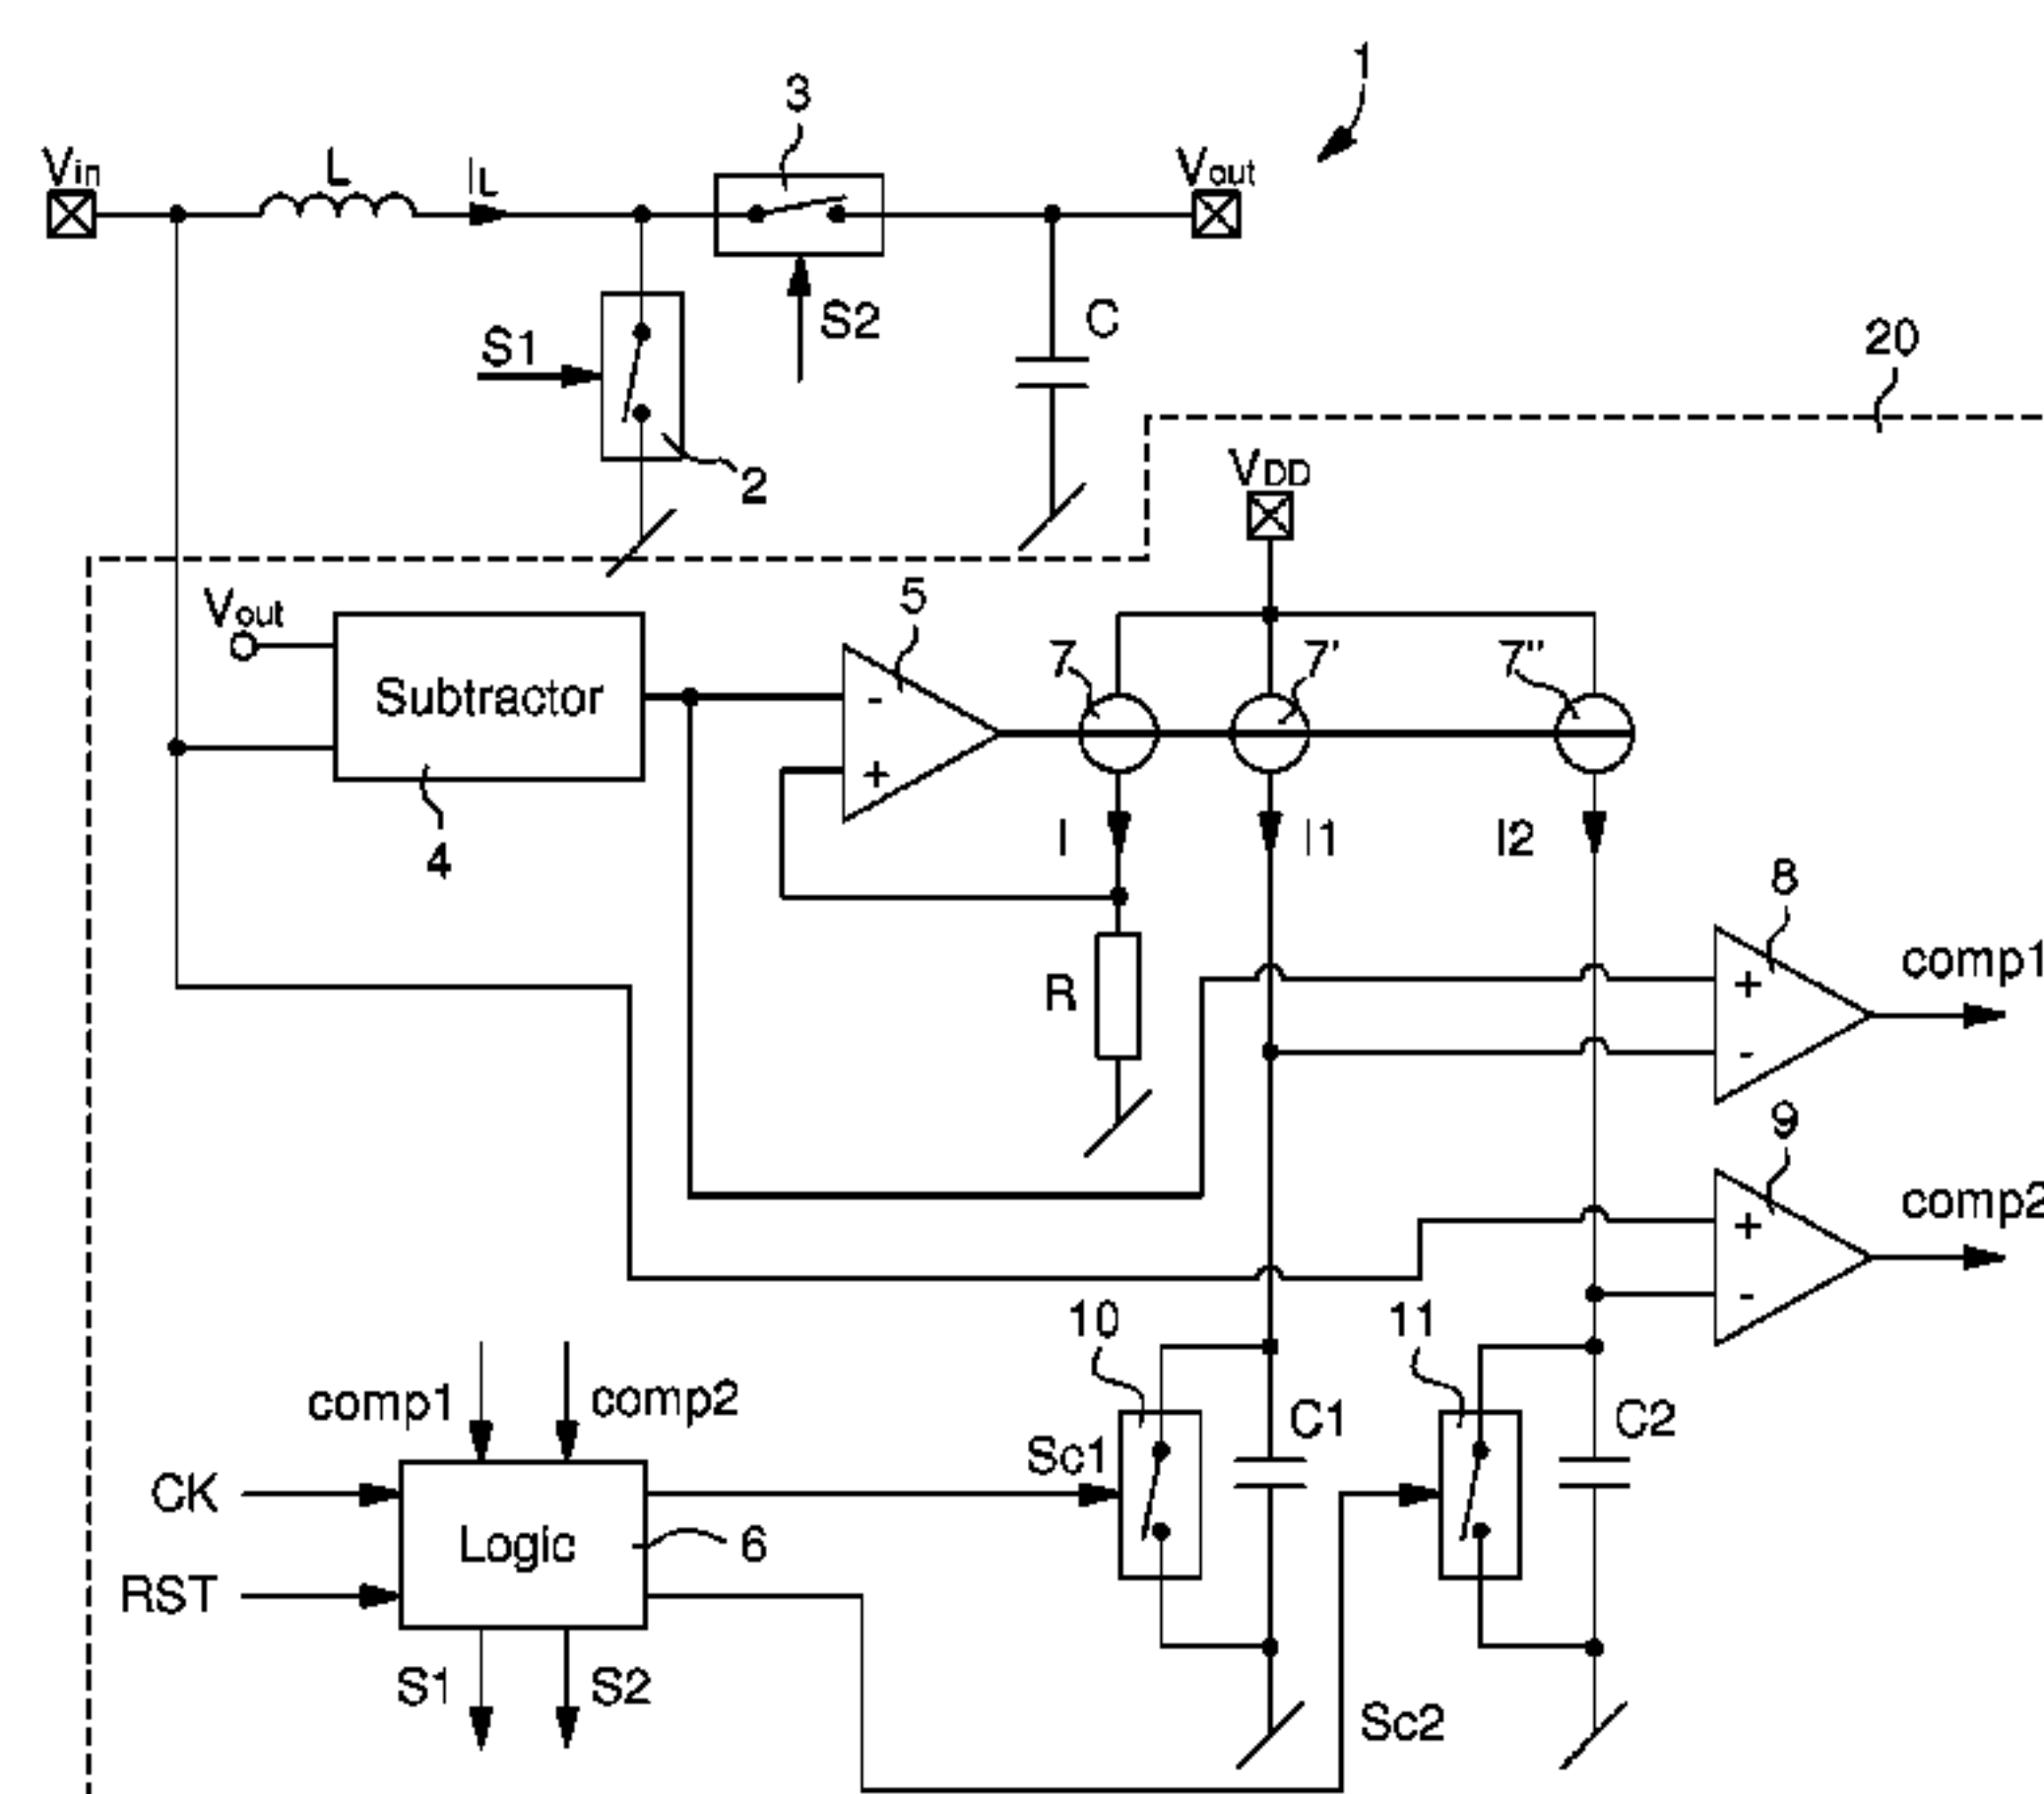 1
3
Vin
L
IL
Vout
S1
S2
C
2
20
VDD
Vout
Subtractor
4
5
-
+
7
7'
7"
I
I1
I2
R
8
+
-
comp1
9
+
-
comp2
10
11
comp1
comp2
Sc1
C1
C2
CK
RST
Logic
6
S1
S2
Sc2